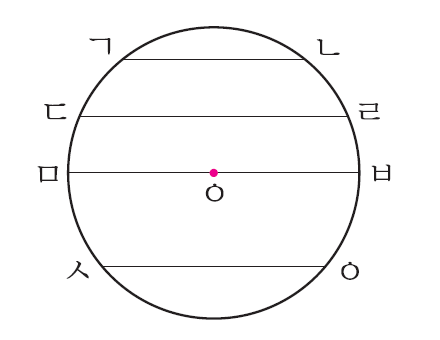 ㄱ ㄴ
ㄷ ㄹ
ㅁ ㅂ
ㅇ
ㅅ ㅇ